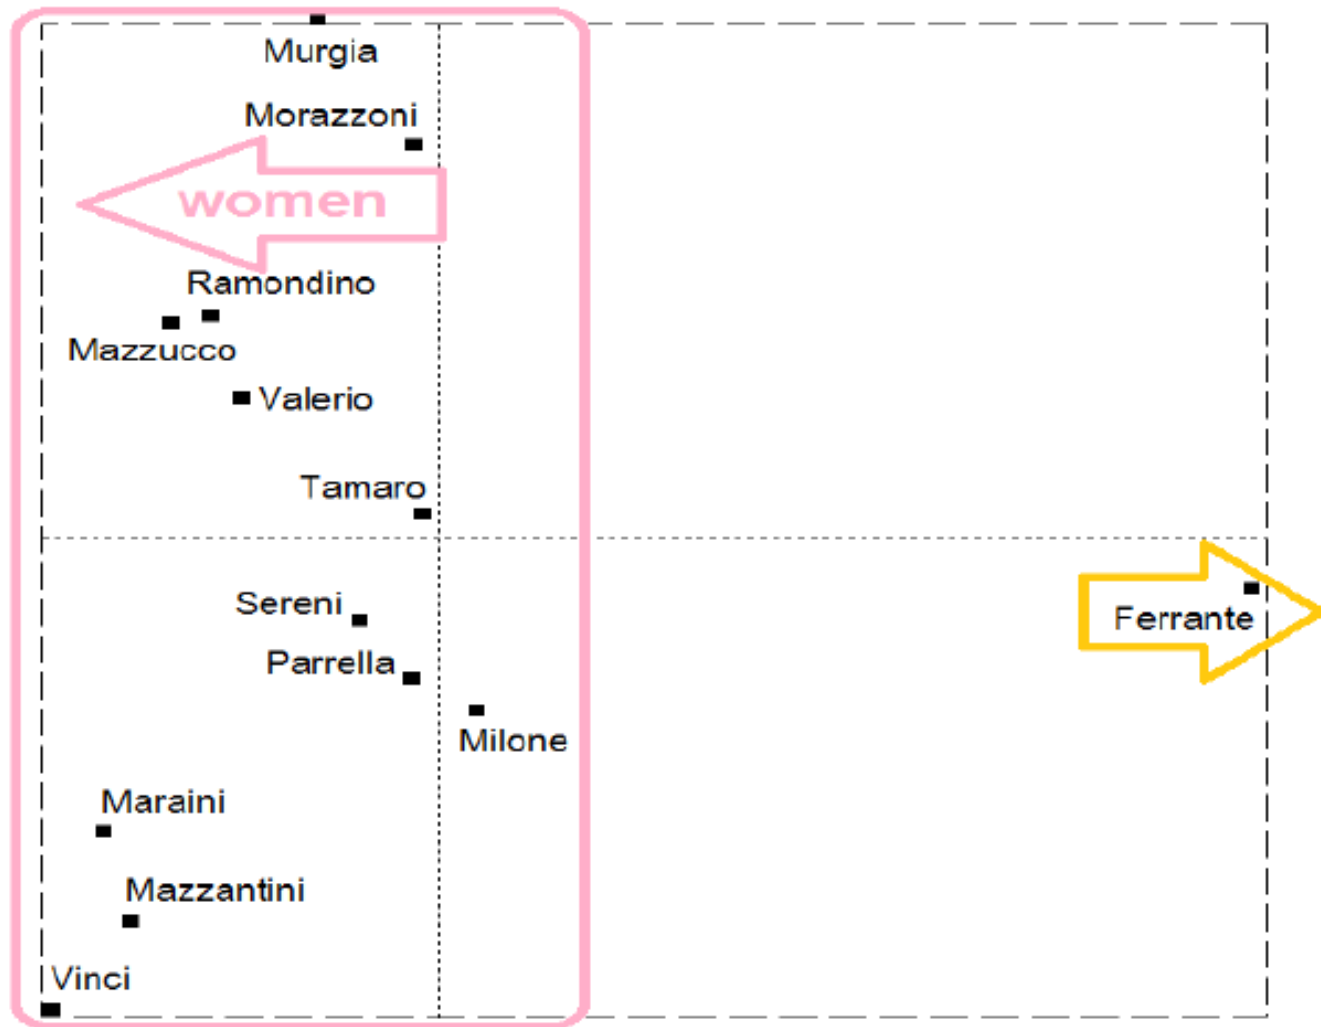 Murgia
Morazzoni
women
Ramondino
Mazzucco
Valerio
Tamaro
Sereni
Ferrante
Parrella
Milone
Maraini
Mazzantini
Vinci